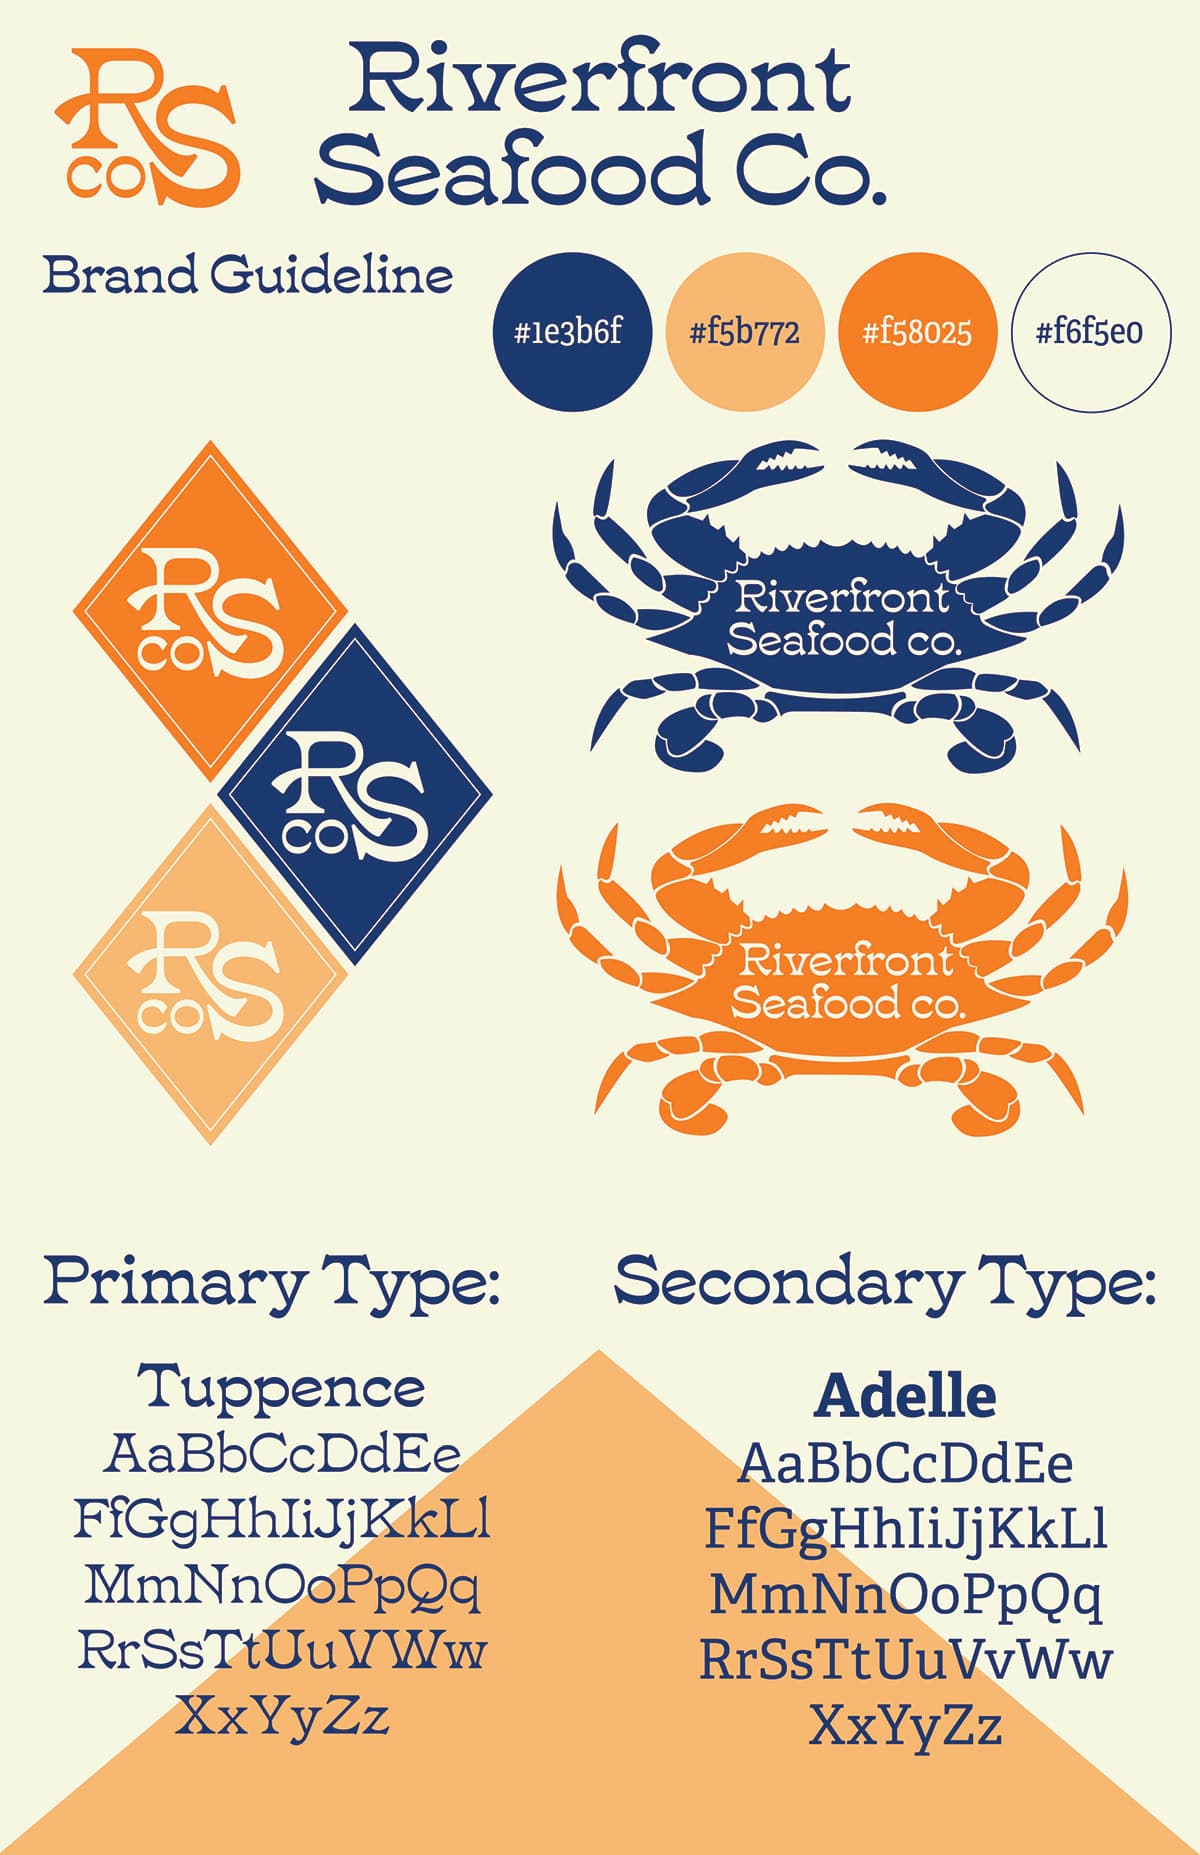 RS
CO
Riverfront
Seafood Co.
Brand Guideline
#1e3b6f
#f5b772
#f58025
#f6f5e0
RS
CO
RS
CO
RS
CO
Riverfront
Seafood co.
Riverfront
Seafood co.
Primary Type:
Tuppence
AaBbCcDdEe
FfGgHhIiJjKkLl
MmNnOoPpQq
RrSsTtUuVWw
XxYyZz
Secondary Type:
Adelle
AaBbCcDdEe
FfGgHhIiJjKkLl
MmNnOoPpQq
RrSsTtUuVvWw
XxYyZz